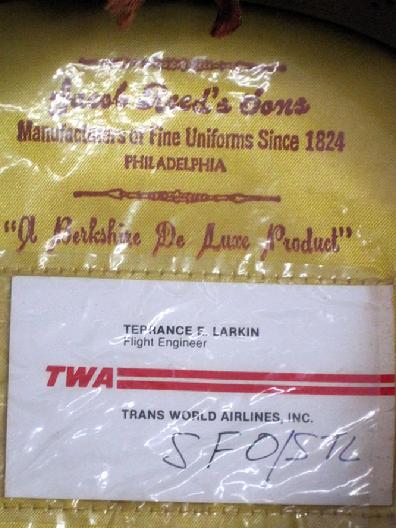 Jacob Reed's Sons
Manufacturers of Fine Uniforms Since 1824
PHILADELPHIA
"A Berkshire De Luxe Product"
TERRANCE E. LARKIN
Flight Engineer
TWA
TRANS WORLD AIRLINES, INC.
SFO/STL